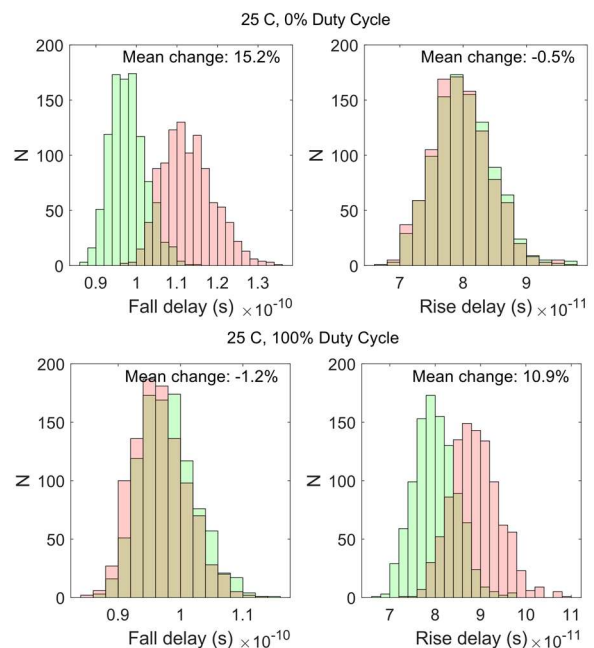 25 C, 0% Duty Cycle
Mean change: 15.2%
200
150
100
50
0
N
0.9 1 1.1 1.2 1.3
Fall delay (s) ×10⁻¹⁰
Mean change: -0.5%
200
150
100
50
0
N
7 8 9
Rise delay (s) ×10⁻¹¹
25 C, 100% Duty Cycle
Mean change: -1.2%
200
150
100
50
0
N
0.9 1 1.1
Fall delay (s) ×10⁻¹⁰
Mean change: 10.9%
200
150
100
50
0
N
7 8 9 10 11
Rise delay (s) ×10⁻¹¹